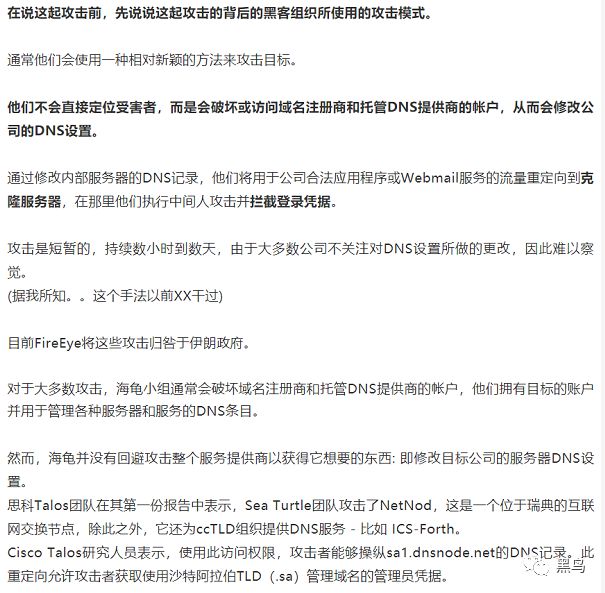 在说这起攻击前，先说说这起攻击的背后的黑客组织所使用的攻击模式。
通常他们会使用一种相对新颖的方法来攻击目标。
他们不会直接定位受害者，而是会破坏或访问域名注册商和托管DNS提供商的帐户，从而会修改公
司的DNS设置。
通过修改内部服务器的DNS记录，他们将用于公司合法应用程序或Webmail服务的流量重定向到克
隆服务器，在那里他们执行中间人攻击并拦截登录凭据。
攻击是短暂的，持续数小时到数天，由于大多数公司不关注对DNS设置所做的更改，因此难以察
觉。
(据我所知。。这个手法以前XX干过)
目前FireEye将这些攻击归咎于伊朗政府。
对于大多数攻击，海龟小组通常会破坏域名注册商和托管DNS提供商的帐户，他们拥有目标的账户
并用于管理各种服务器和服务的DNS条目。
然而，海龟并没有回避攻击整个服务提供商以获得它想要的东西: 即修改目标公司的服务器DNS设
置。
思科Talos团队在其第一份报告中表示，Sea Turtle团队攻击了NetNod，这是一个位于瑞典的互联
网交换节点，除此之外，它还为ccTLD组织提供DNS服务 - 比如 ICS-Forth。
Cisco Talos研究人员表示，使用此访问权限，攻击者能够操纵sa1.dnsnode.net的DNS记录。此
重定向允许攻击者获取使用沙特阿拉伯TLD（.sa）管理域名的管理员凭据。
黑鸟